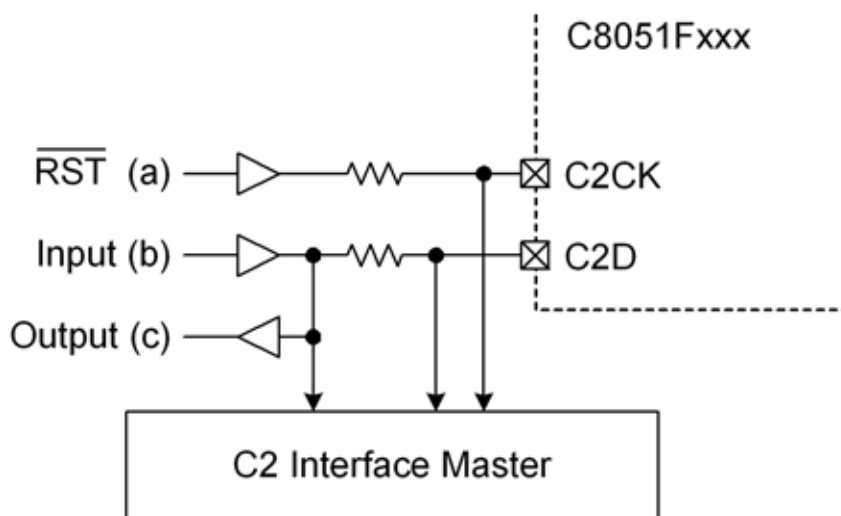 C8051Fxxx
RST (a)
C2CK
Input (b)
C2D
Output (c)
C2 Interface Master